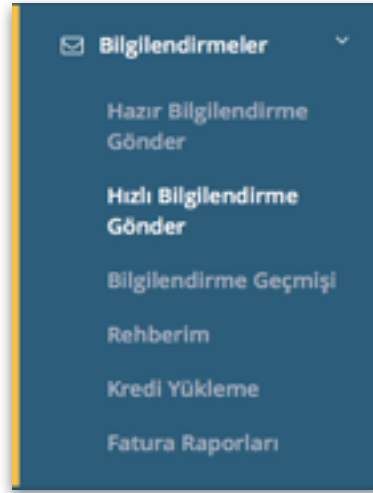 Bilgilendirmeler
Hazır Bilgilendirme
Gönder
Hızlı Bilgilendirme
Gönder
Bilgilendirme Geçmişi
Rehberim
Kredi Yükleme
Fatura Raporları